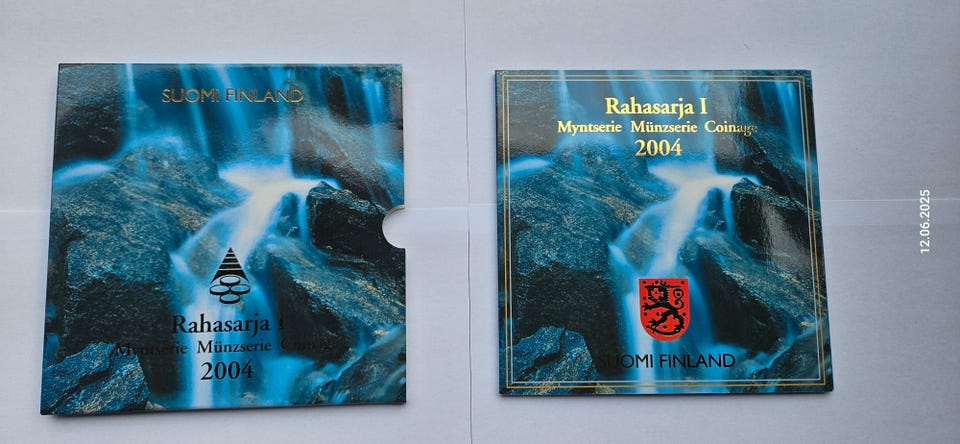 SUOMI FINLAND
Rahasarja I
Myntserie Münzserie Coinage
2004
Rahasarja I
Myntserie Münzserie Coinage
2004
SUOMI FINLAND
12.06.2025